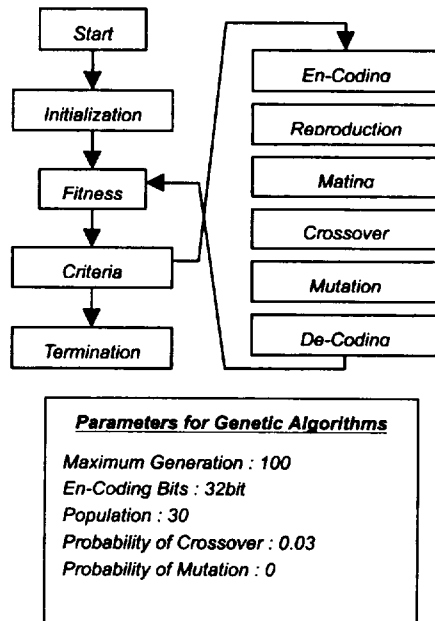 Start
Initialization
Fitness
Criteria
Termination
En-Coding
Reproduction
Mating
Crossover
Mutation
De-Coding
Parameters for Genetic Algorithms
Maximum Generation : 100
En-Coding Bits : 32bit
Population : 30
Probability of Crossover : 0.03
Probability of Mutation : 0